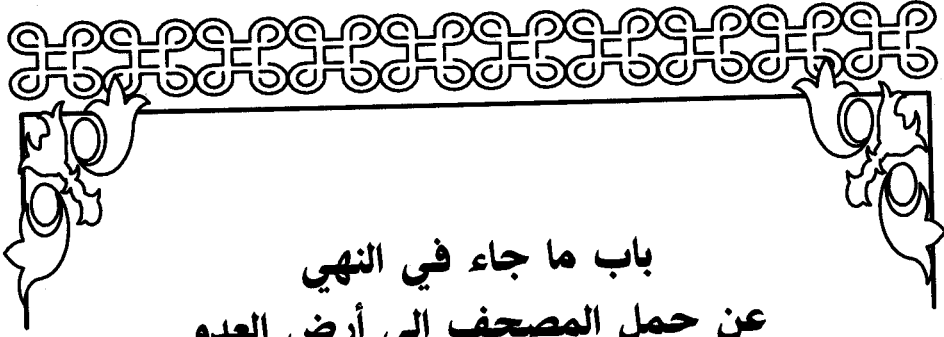 باب ما جاء في النهي
عن حمل المصحف إلى أرض العدو